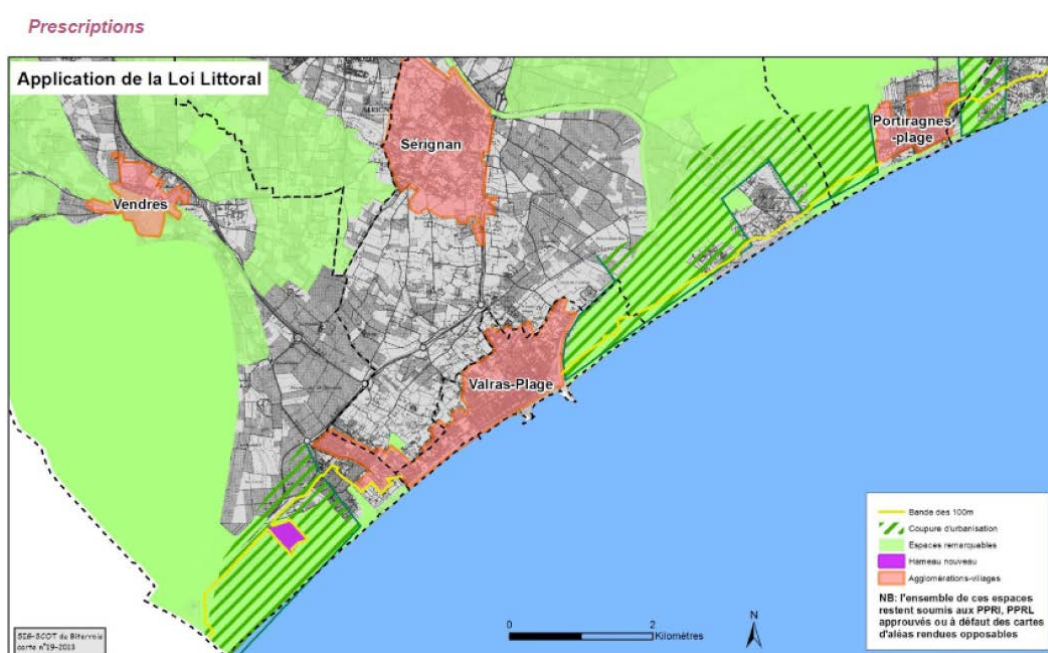 Prescriptions
Application de la Loi Littoral
Sérignan
Portiragnes
-plage
Vendres
Valras-Plage
Bande des 100m
Coupure d'urbanisation
Espaces remarquables
Hameau nouveau
Agglomérations-villages
NB: l'ensemble de ces espaces
restent soumis aux PPRI, PPRL
approuvés ou à défaut des cartes
d'aléas rendues opposables
0 2
Kilomètres
N
SIG-SCOT du Biterrois
carte n°19-2013